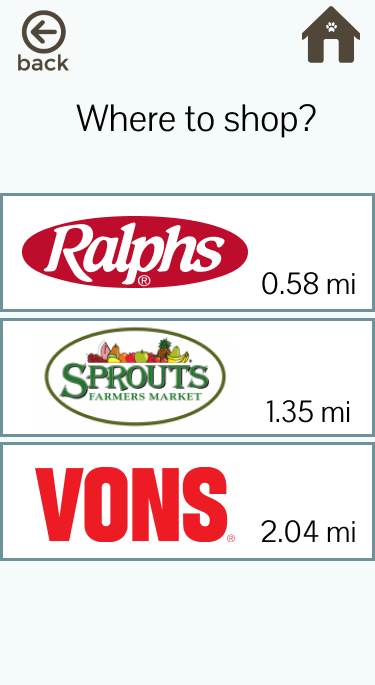 back
Where to shop?
Ralphs®
0.58 mi
SPROUTS
FARMERS MARKET
1.35 mi
VONS®
2.04 mi